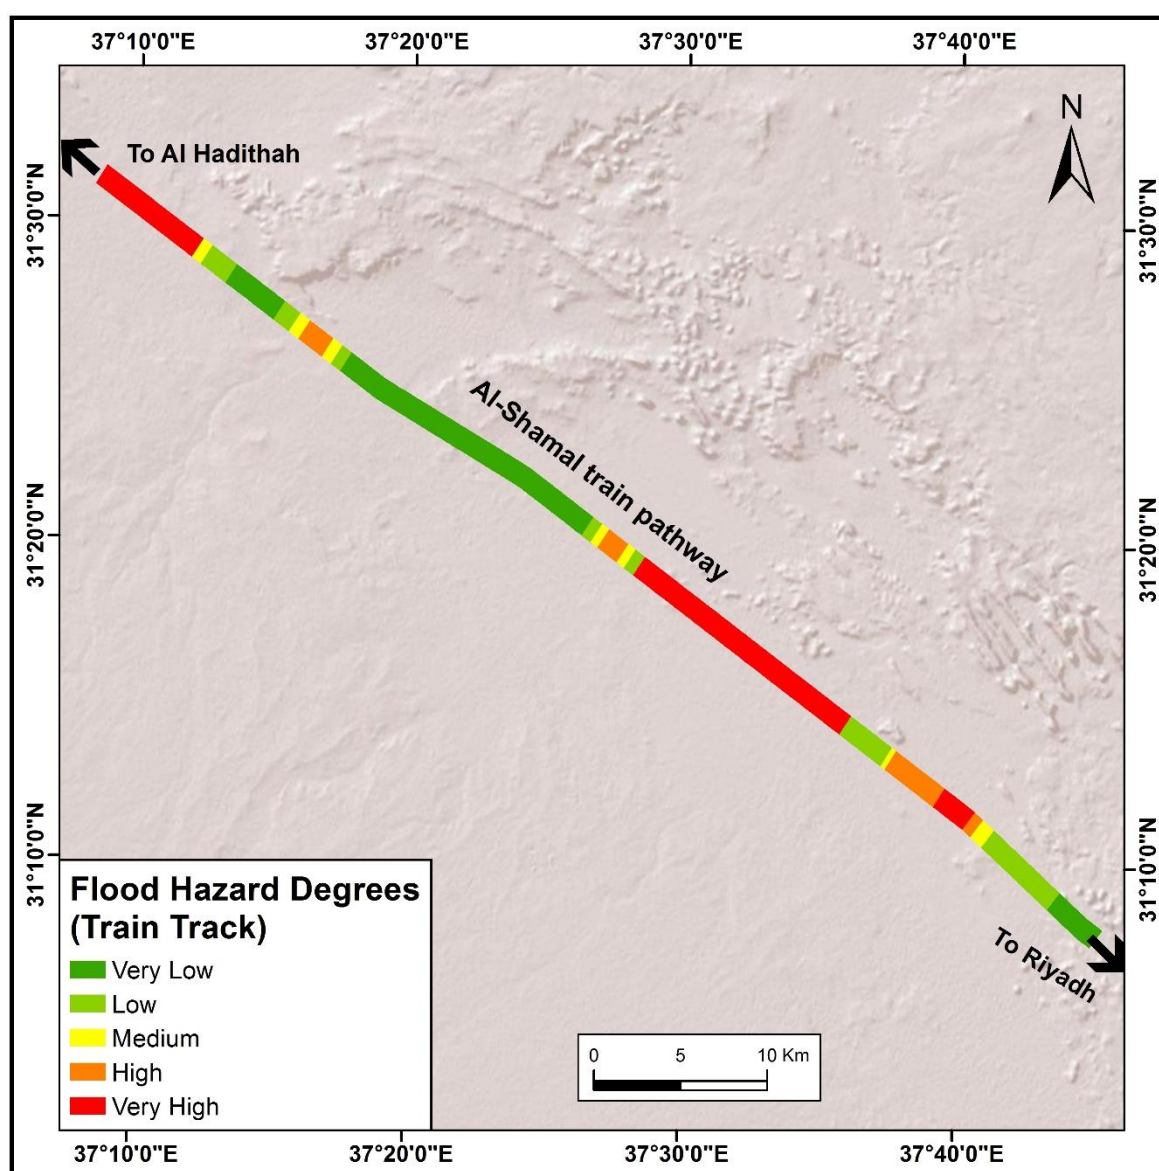 37°10'0"E 37°20'0"E 37°30'0"E 37°40'0"E
N
To Al Hadithah
31°30'0"N
31°30'0"N
Al-Shamal train pathway
31°20'0"N
31°20'0"N
31°10'0"N
31°10'0"N
To Riyadh
Flood Hazard Degrees
(Train Track)
Very Low
Low
Medium
High
Very High
0 5 10 Km
37°10'0"E 37°20'0"E 37°30'0"E 37°40'0"E